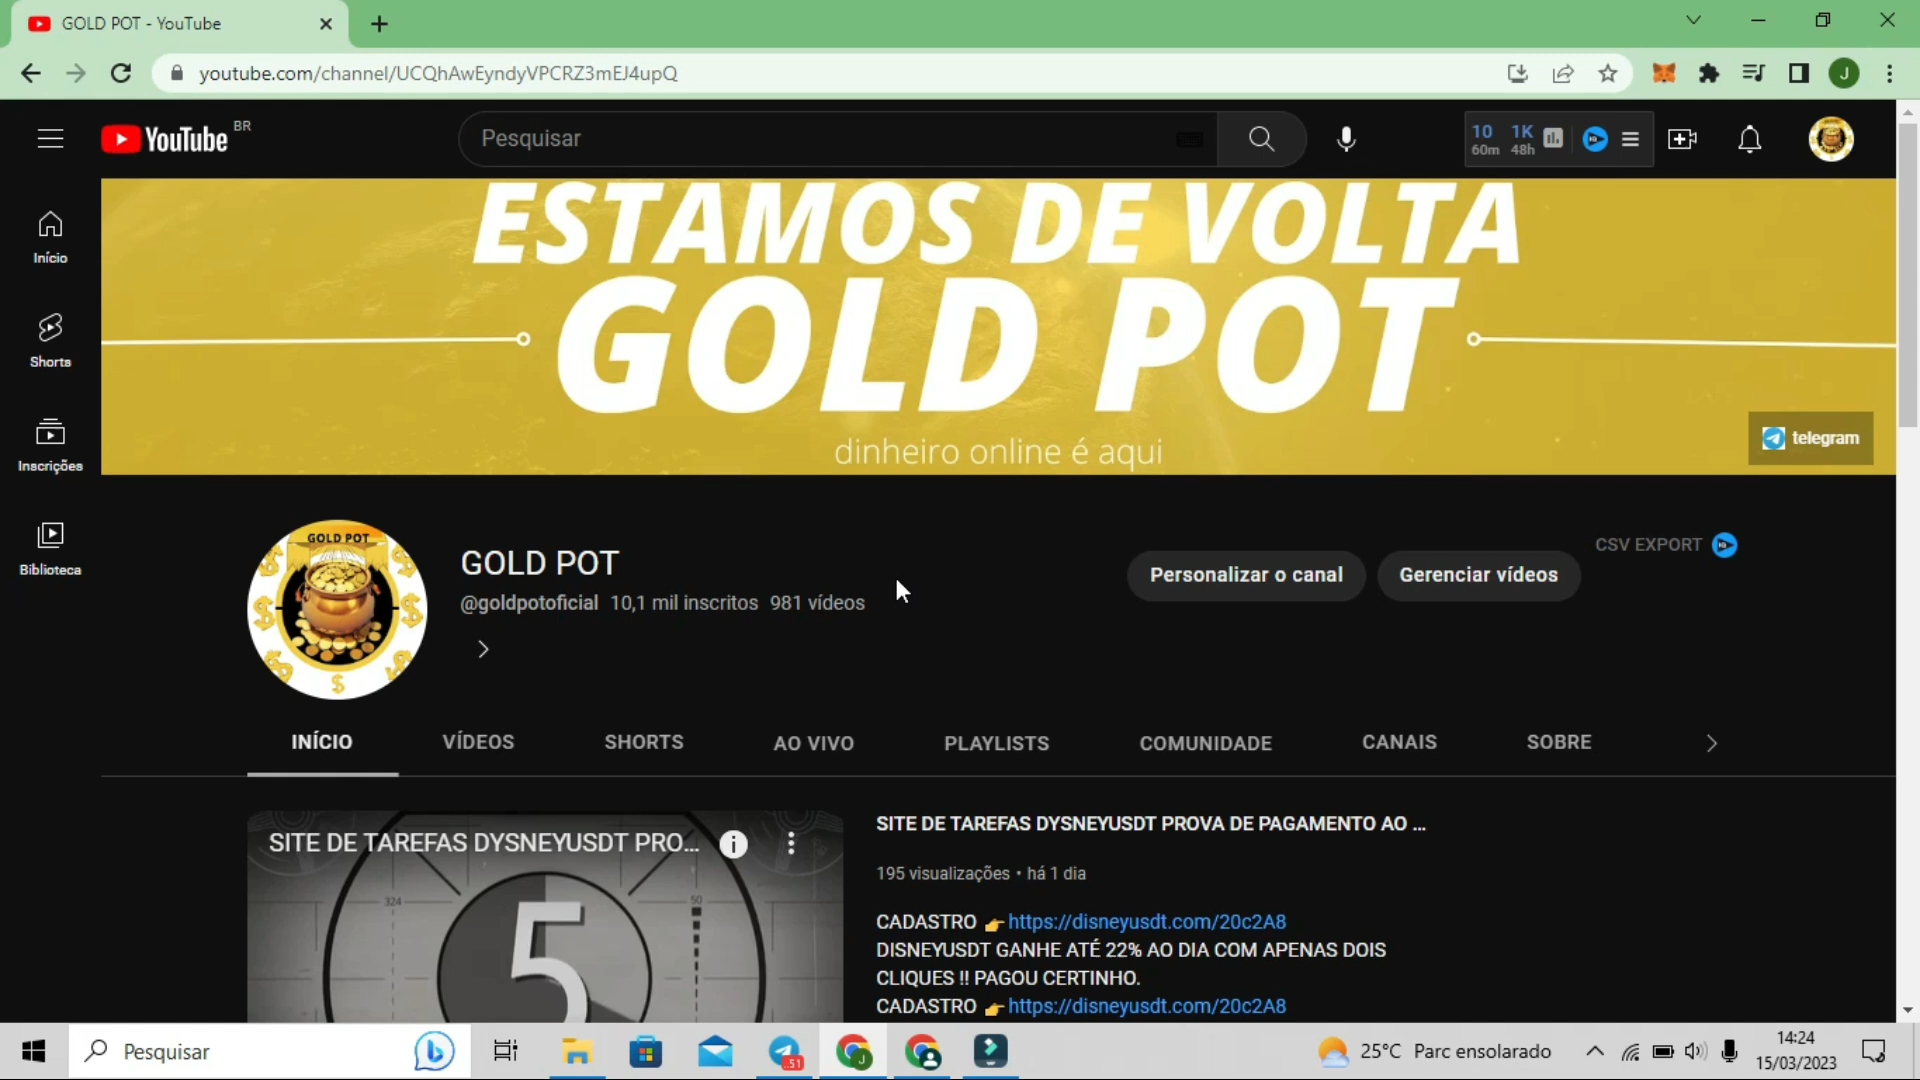 GOLD POT - YouTube
youtube.com/channel/UCQhAwEyndyVPCRZ3mEJ4upQ
J
YouTube BR
Pesquisar
10 1K
60m 48h
Início
Shorts
Inscrições
Biblioteca
ESTAMOS DE VOLTA
GOLD POT
dinheiro online é aqui
telegram
GOLD POT
GOLD POT
@goldpotoficial 10,1 mil inscritos 981 vídeos
Personalizar o canal
Gerenciar vídeos
CSV EXPORT
INÍCIO VÍDEOS SHORTS AO VIVO PLAYLISTS COMUNIDADE CANAIS SOBRE
SITE DE TAREFAS DYSNEYUSDT PRO...
324
50
5
SITE DE TAREFAS DYSNEYUSDT PROVA DE PAGAMENTO AO ...
195 visualizações • há 1 dia
CADASTRO 👉https://disneyusdt.com/20c2A8
DISNEYUSDT GANHE ATÉ 22% AO DIA COM APENAS DOIS
CLIQUES !! PAGOU CERTINHO.
CADASTRO 👉https://disneyusdt.com/20c2A8
Pesquisar
..51
J
25°C Parc ensolarado
14:24
15/03/2023